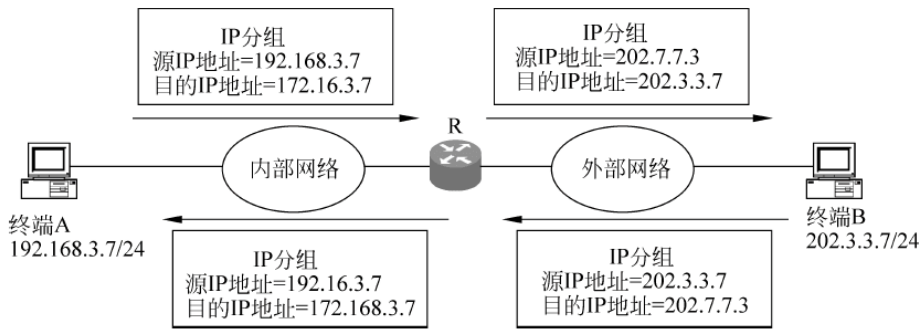 IP分组
源IP地址=192.168.3.7
目的IP地址=172.16.3.7
IP分组
源IP地址=202.7.7.3
目的IP地址=202.3.3.7
R
内部网络
外部网络
终端A
192.168.3.7/24
终端B
202.3.3.7/24
IP分组
源IP地址=192.16.3.7
目的IP地址=172.168.3.7
IP分组
源IP地址=202.3.3.7
目的IP地址=202.7.7.3